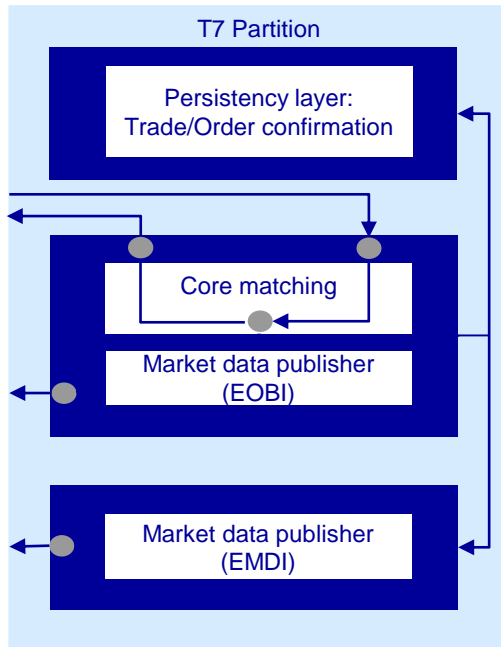 T7 Partition
Persistency layer:
Trade/Order confirmation
Core matching
Market data publisher
(EOBI)
Market data publisher
(EMDI)